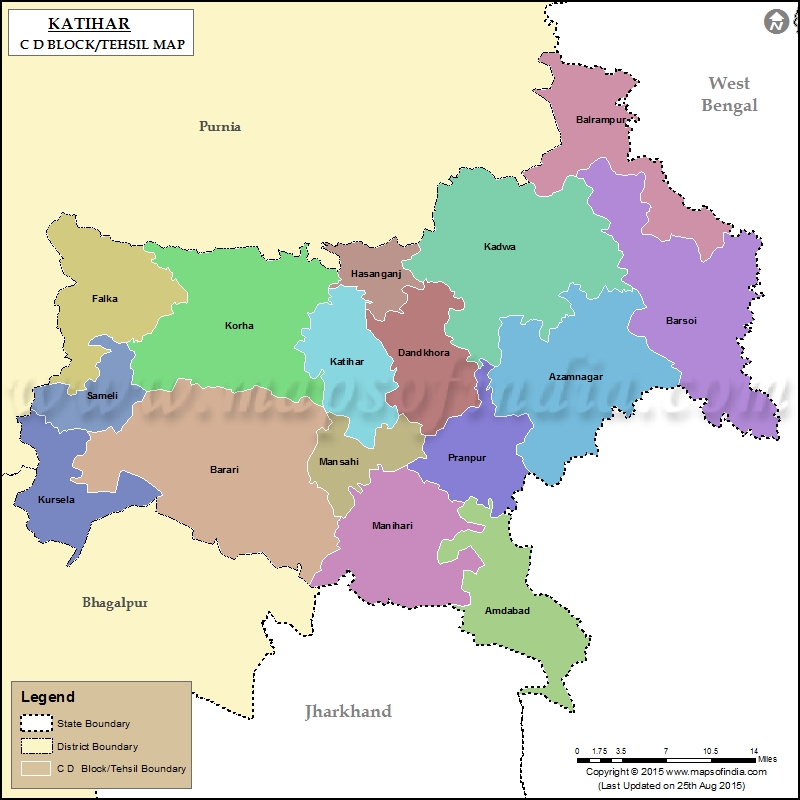 KATIHAR
C D BLOCK/TEHSIL MAP
N
West
Bengal
Purnia
Balrampur
Kadwa
Hasanganj
Falka
Korha
Barsoi
Dandkhora
Katihar
Azamnagar
Sameli
www.mapsofindia.com
Pranpur
Mansahi
Barari
Kursela
Manihari
Bhagalpur
Amdabad
Jharkhand
Legend
State Boundary
District Boundary
C D Block/Tehsil Boundary
0 1.75 3.5 7 10.5 14
Miles
Copyright © 2015 www.mapsofindia.com
(Last Updated on 25th Aug 2015)